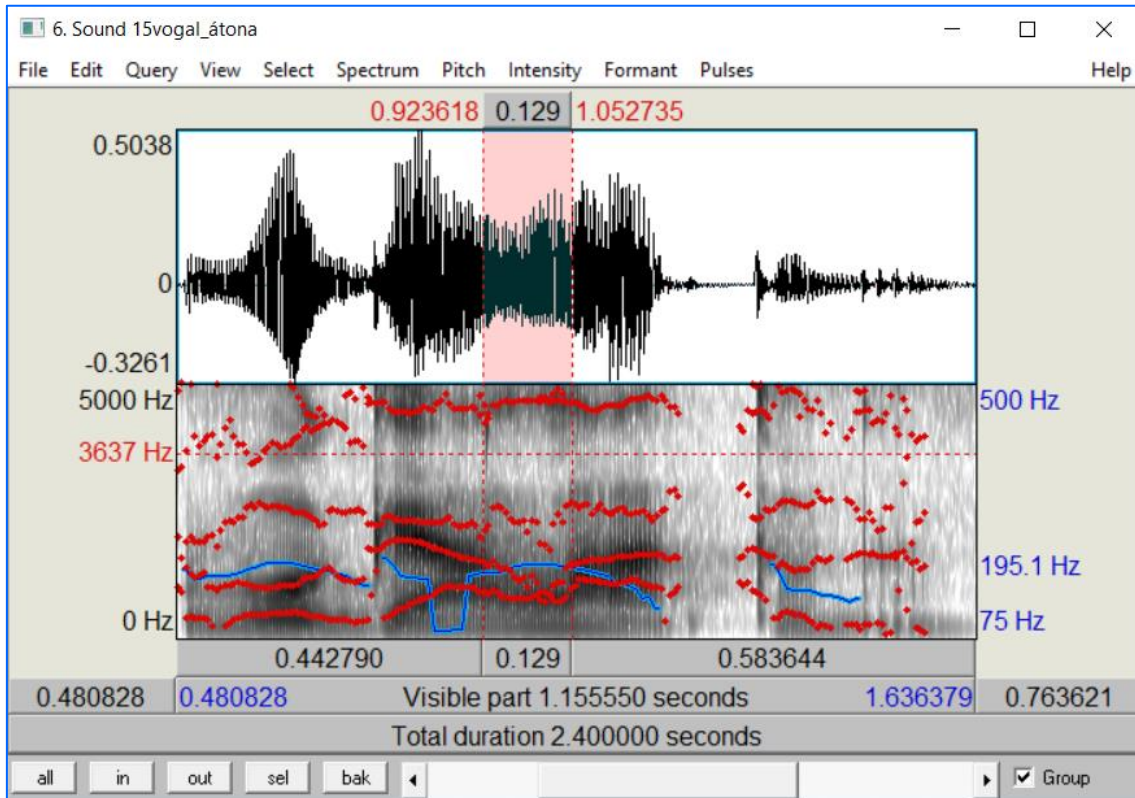 6. Sound 15vogal_átona
File Edit Query View Select Spectrum Pitch Intensity Formant Pulses Help
0.923618 0.129 1.052735
0.5038
0
-0.3261
5000 Hz 500 Hz
3637 Hz
195.1 Hz
0 Hz 75 Hz
0.442790 0.129 0.583644
0.480828 0.480828 Visible part 1.155550 seconds 1.636379 0.763621
Total duration 2.400000 seconds
all in out sel bak Group